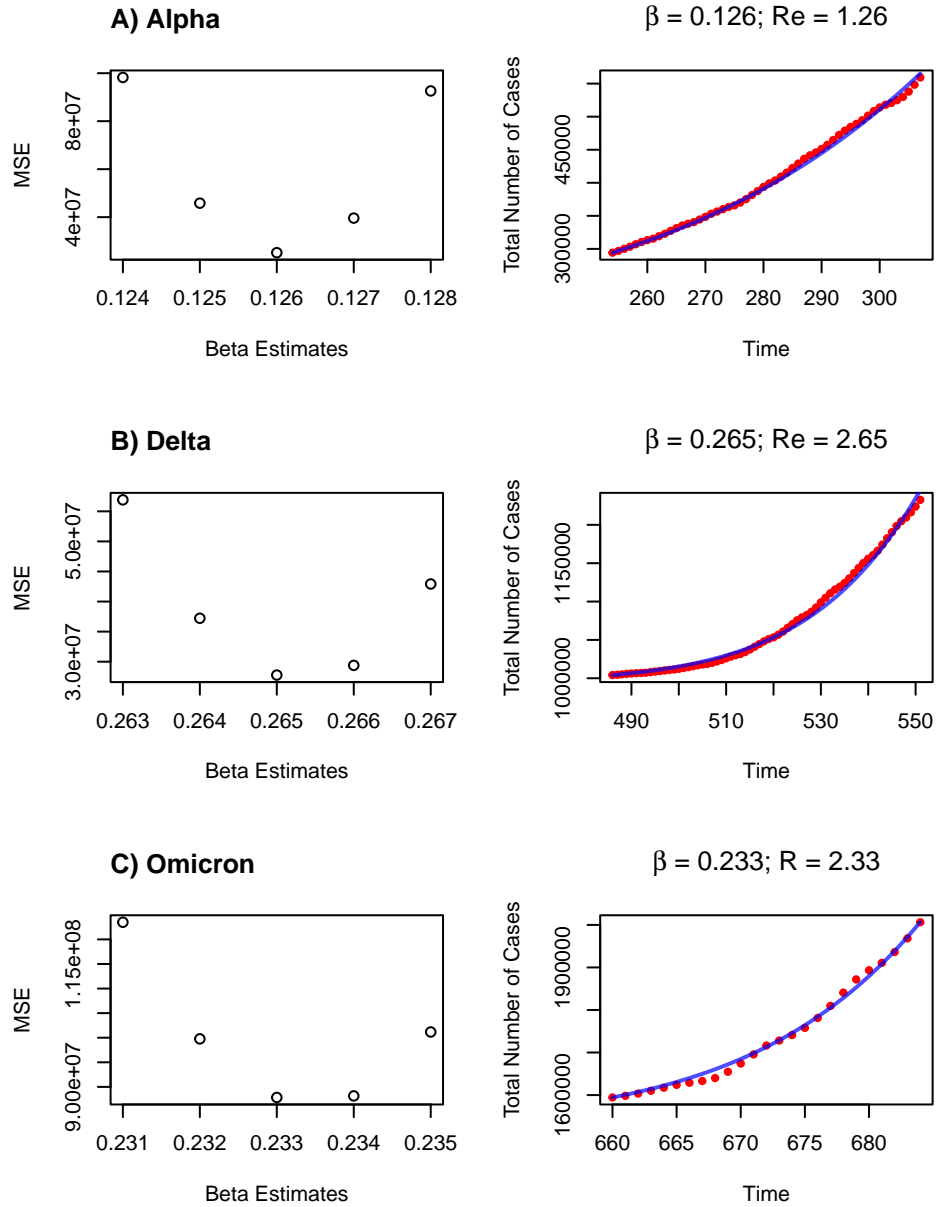 A) Alpha
β = 0.126; Re = 1.26
MSE
4e+07
8e+07
0.124 0.125 0.126 0.127 0.128
Beta Estimates
Total Number of Cases
300000
450000
260 270 280 290 300
Time
B) Delta
β = 0.265; Re = 2.65
MSE
3.0e+07
5.0e+07
0.263 0.264 0.265 0.266 0.267
Beta Estimates
Total Number of Cases
1000000
1150000
490 510 530 550
Time
C) Omicron
β = 0.233; R = 2.33
MSE
9.00e+07
1.15e+08
0.231 0.232 0.233 0.234 0.235
Beta Estimates
Total Number of Cases
1600000
1900000
660 665 670 675 680
Time